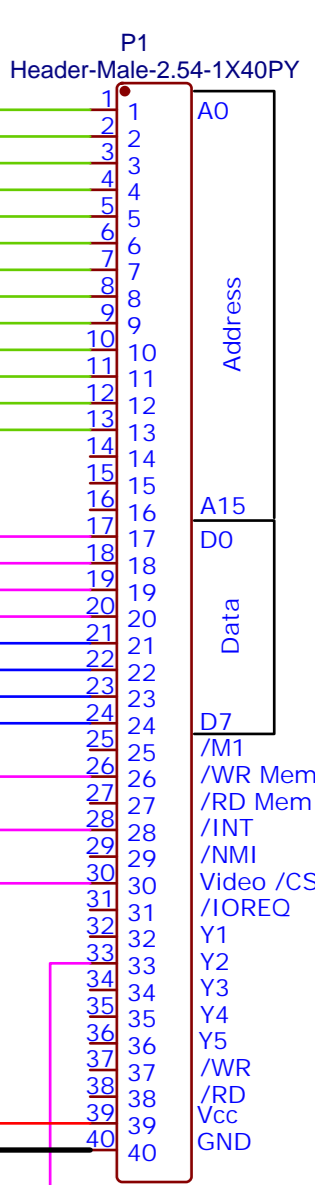 P1
Header-Male-2.54-1X40PY
1 1 A0
2 2
3 3
4 4
5 5
6 6
7 7
8 8
9 9
10 10
11 11
12 12
13 13
14 14
15 15
16 16 A15
Address
17 17 D0
18 18
19 19
20 20
21 21
22 22
23 23
24 24 D7
Data
25 25 /M1
26 26 /WR Mem
27 27 /RD Mem
28 28 /INT
29 29 /NMI
30 30 Video /CS
31 31 /IOREQ
32 32 Y1
33 33 Y2
34 34 Y3
35 35 Y4
36 36 Y5
37 37 /WR
38 38 /RD
39 39 Vcc
40 40 GND